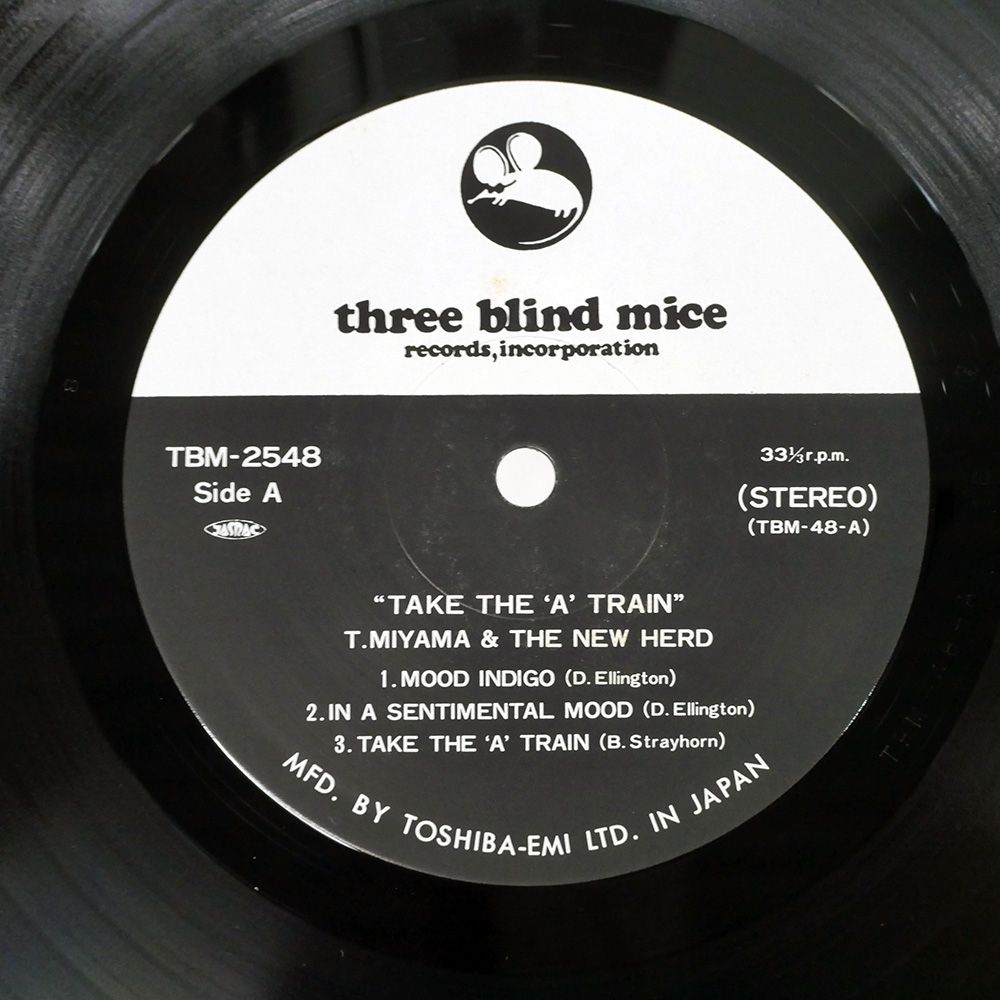 three blind mice
records, incorporation
TBM-2548
Side A
JASRAC
33⅓ r.p.m.
(STEREO)
(TBM-48-A)
“TAKE THE ‘A’ TRAIN”
T.MIYAMA & THE NEW HERD
1. MOOD INDIGO (D. Ellington)
2. IN A SENTIMENTAL MOOD (D. Ellington)
3. TAKE THE ‘A’ TRAIN (B. Strayhorn)
MFD. BY TOSHIBA-EMI LTD. IN JAPAN